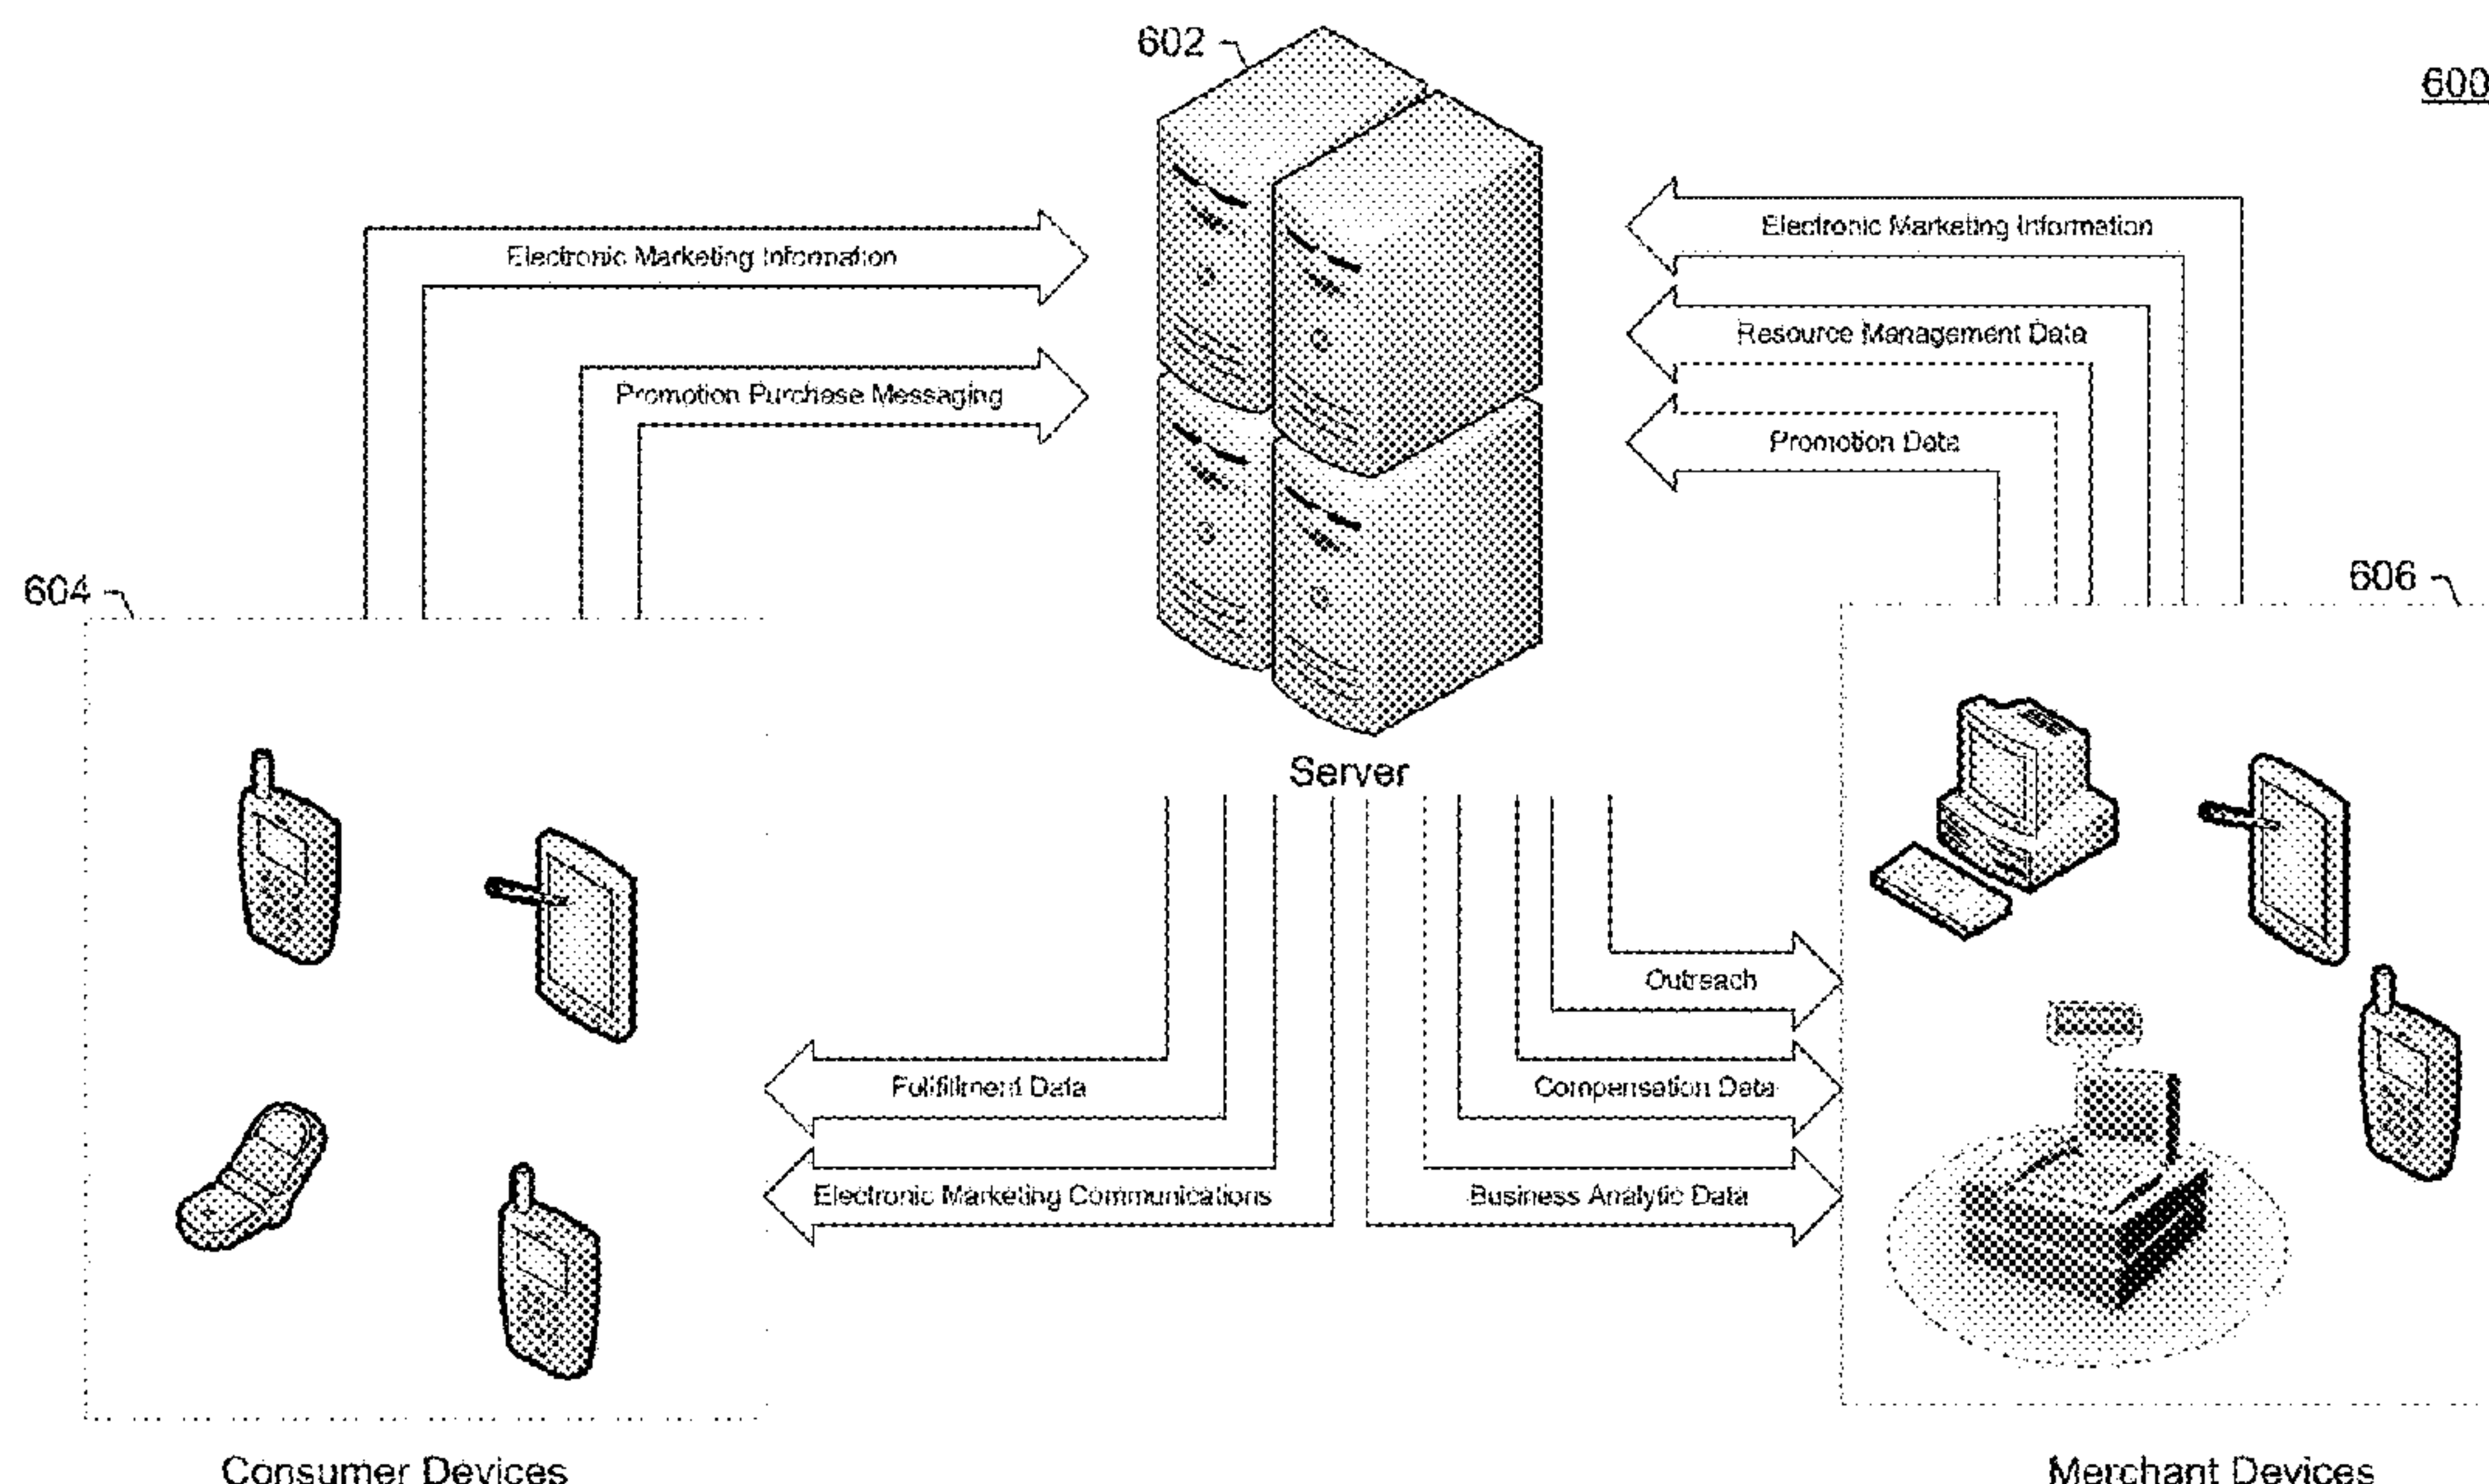 602
600
Electronic Marketing Information
Electronic Marketing Information
Resource Management Data
Promotion Purchase Messaging
Promotion Data
604
606
Server
Outreach
Fulfillment Data
Compensation Data
Electronic Marketing Communications
Business Analytic Data
Consumer Devices
Merchant Devices